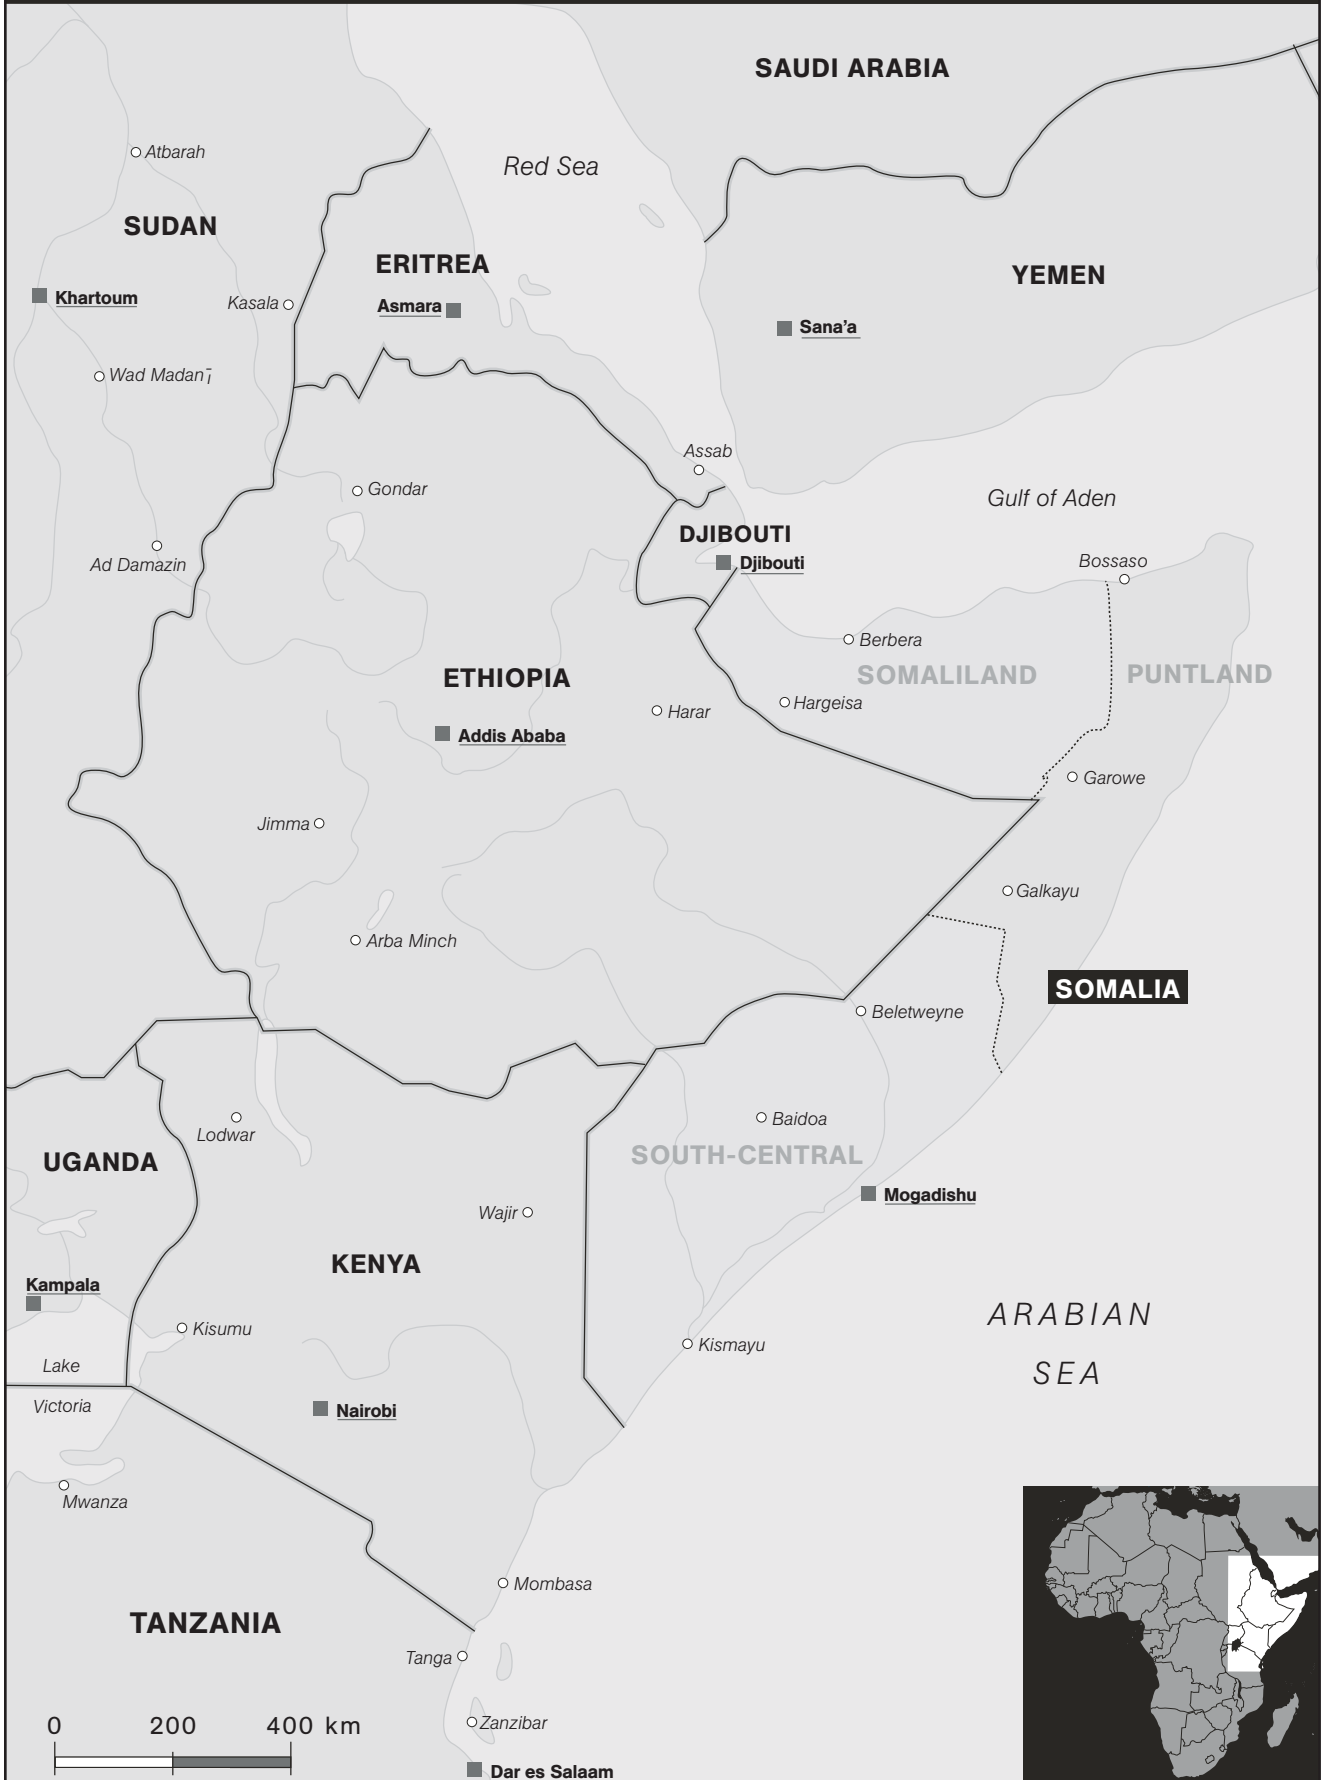 SAUDI ARABIA
Atbarah
Red Sea
SUDAN
ERITREA
YEMEN
Khartoum
Kasala
Asmara
Sana’a
Wad Madanī
Assab
Gondar
Gulf of Aden
DJIBOUTI
Djibouti
Bossaso
Ad Damazin
Berbera
ETHIOPIA
SOMALILAND
PUNTLAND
Harar
Hargeisa
Addis Ababa
Garowe
Jimma
Galkayu
Arba Minch
SOMALIA
Beletweyne
Baidoa
Lodwar
SOUTH-CENTRAL
UGANDA
Mogadishu
Wajir
KENYA
Kampala
ARABIAN
SEA
Kisumu
Kismayu
Lake
Victoria
Nairobi
Mwanza
Mombasa
TANZANIA
Tanga
Zanzibar
0 200 400 km
Dar es Salaam